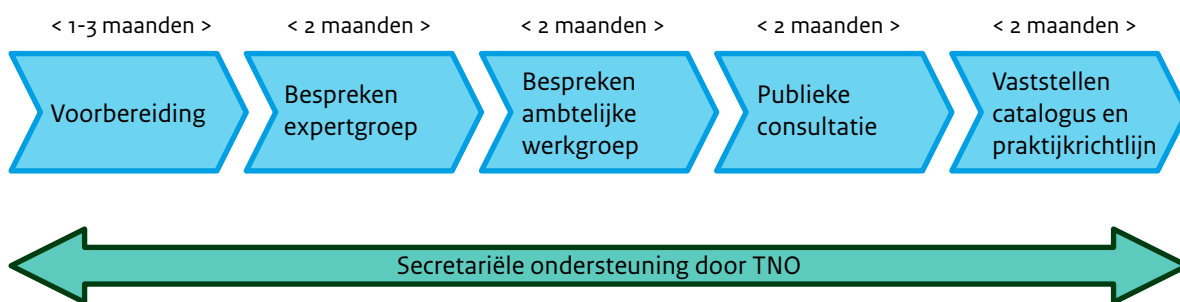 < 1-3 maanden >
< 2 maanden >
< 2 maanden >
< 2 maanden >
< 2 maanden >
Voorbereiding
Bespreken
expertgroep
Bespreken
ambtelijke
werkgroep
Publieke
consultatie
Vaststellen
catalogus en
praktijkrichtlijn
Secretariële ondersteuning door TNO